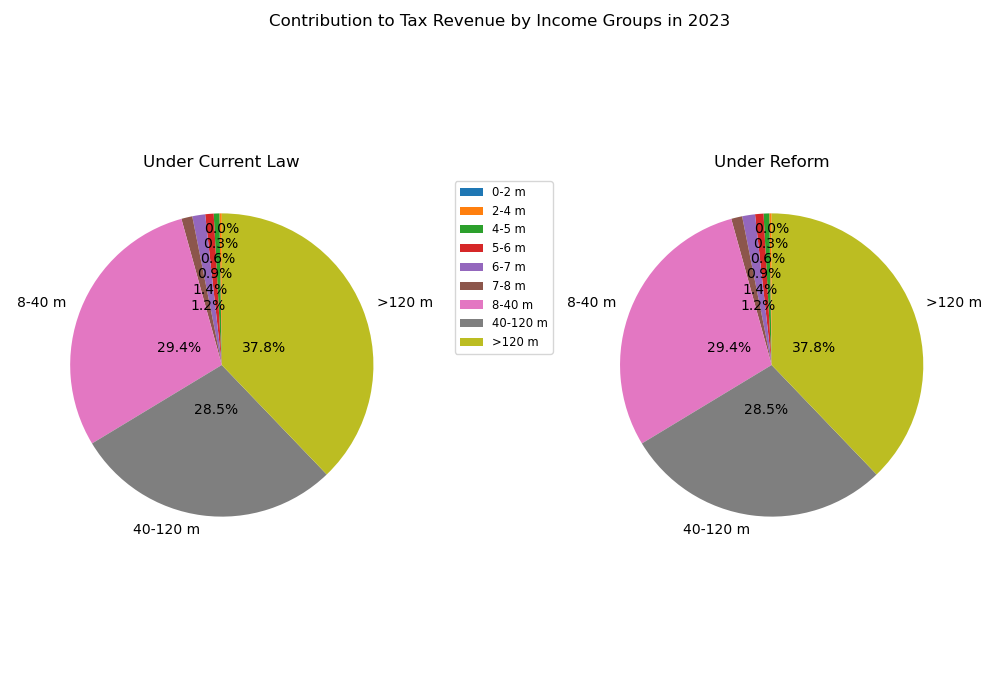 Contribution to Tax Revenue by Income Groups in 2023
Under Current Law
0.0%
0.3%
0.6%
0.9%
1.4%
1.2%
8-40 m
>120 m
29.4%
37.8%
28.5%
40-120 m
0-2 m
2-4 m
4-5 m
5-6 m
6-7 m
7-8 m
8-40 m
40-120 m
>120 m
Under Reform
0.0%
0.3%
0.6%
0.9%
1.4%
1.2%
8-40 m
>120 m
29.4%
37.8%
28.5%
40-120 m